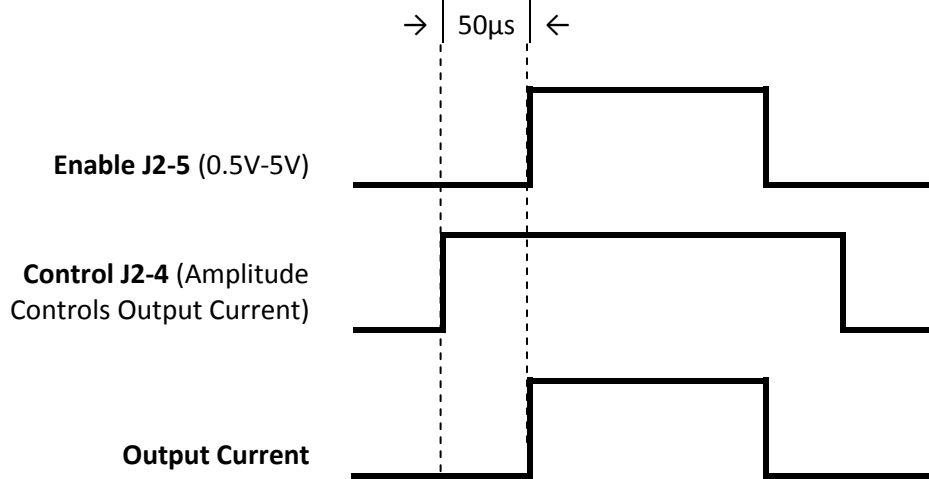 → 50µs ←
Enable J2-5 (0.5V-5V)
Control J2-4 (Amplitude
Controls Output Current)
Output Current